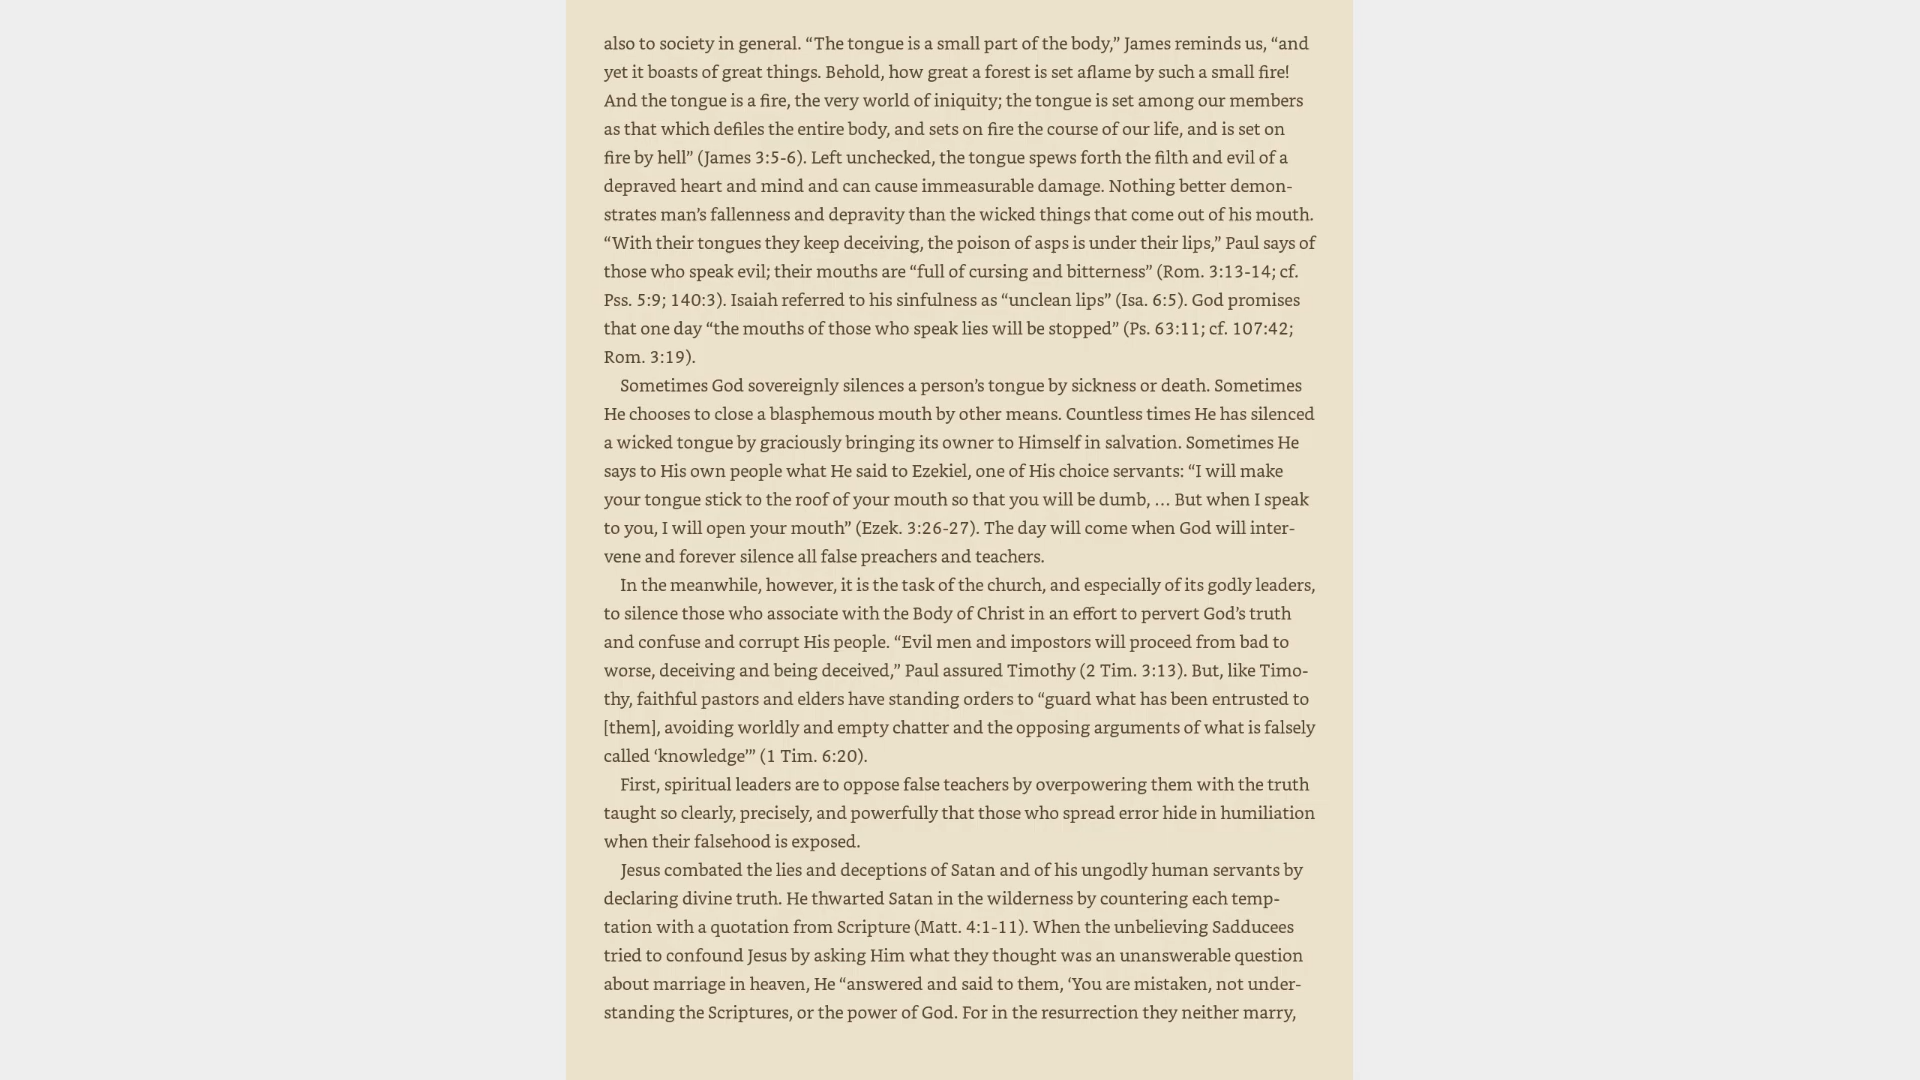 also to society in general. “The tongue is a small part of the body,” James reminds us, “and
yet it boasts of great things. Behold, how great a forest is set aflame by such a small fire!
And the tongue is a fire, the very world of iniquity; the tongue is set among our members
as that which defiles the entire body, and sets on fire the course of our life, and is set on
fire by hell” (James 3:5-6). Left unchecked, the tongue spews forth the filth and evil of a
depraved heart and mind and can cause immeasurable damage. Nothing better demon-
strates man’s fallenness and depravity than the wicked things that come out of his mouth.
“With their tongues they keep deceiving, the poison of asps is under their lips,” Paul says of
those who speak evil; their mouths are “full of cursing and bitterness” (Rom. 3:13-14; cf.
Pss. 5:9; 140:3). Isaiah referred to his sinfulness as “unclean lips” (Isa. 6:5). God promises
that one day “the mouths of those who speak lies will be stopped” (Ps. 63:11; cf. 107:42;
Rom. 3:19).
Sometimes God sovereignly silences a person’s tongue by sickness or death. Sometimes
He chooses to close a blasphemous mouth by other means. Countless times He has silenced
a wicked tongue by graciously bringing its owner to Himself in salvation. Sometimes He
says to His own people what He said to Ezekiel, one of His choice servants: “I will make
your tongue stick to the roof of your mouth so that you will be dumb, … But when I speak
to you, I will open your mouth” (Ezek. 3:26-27). The day will come when God will inter-
vene and forever silence all false preachers and teachers.
In the meanwhile, however, it is the task of the church, and especially of its godly leaders,
to silence those who associate with the Body of Christ in an effort to pervert God’s truth
and confuse and corrupt His people. “Evil men and impostors will proceed from bad to
worse, deceiving and being deceived,” Paul assured Timothy (2 Tim. 3:13). But, like Timo-
thy, faithful pastors and elders have standing orders to “guard what has been entrusted to
[them], avoiding worldly and empty chatter and the opposing arguments of what is falsely
called ‘knowledge’” (1 Tim. 6:20).
First, spiritual leaders are to oppose false teachers by overpowering them with the truth
taught so clearly, precisely, and powerfully that those who spread error hide in humiliation
when their falsehood is exposed.
Jesus combated the lies and deceptions of Satan and of his ungodly human servants by
declaring divine truth. He thwarted Satan in the wilderness by countering each temp-
tation with a quotation from Scripture (Matt. 4:1-11). When the unbelieving Sadducees
tried to confound Jesus by asking Him what they thought was an unanswerable question
about marriage in heaven, He “answered and said to them, ‘You are mistaken, not under-
standing the Scriptures, or the power of God. For in the resurrection they neither marry,